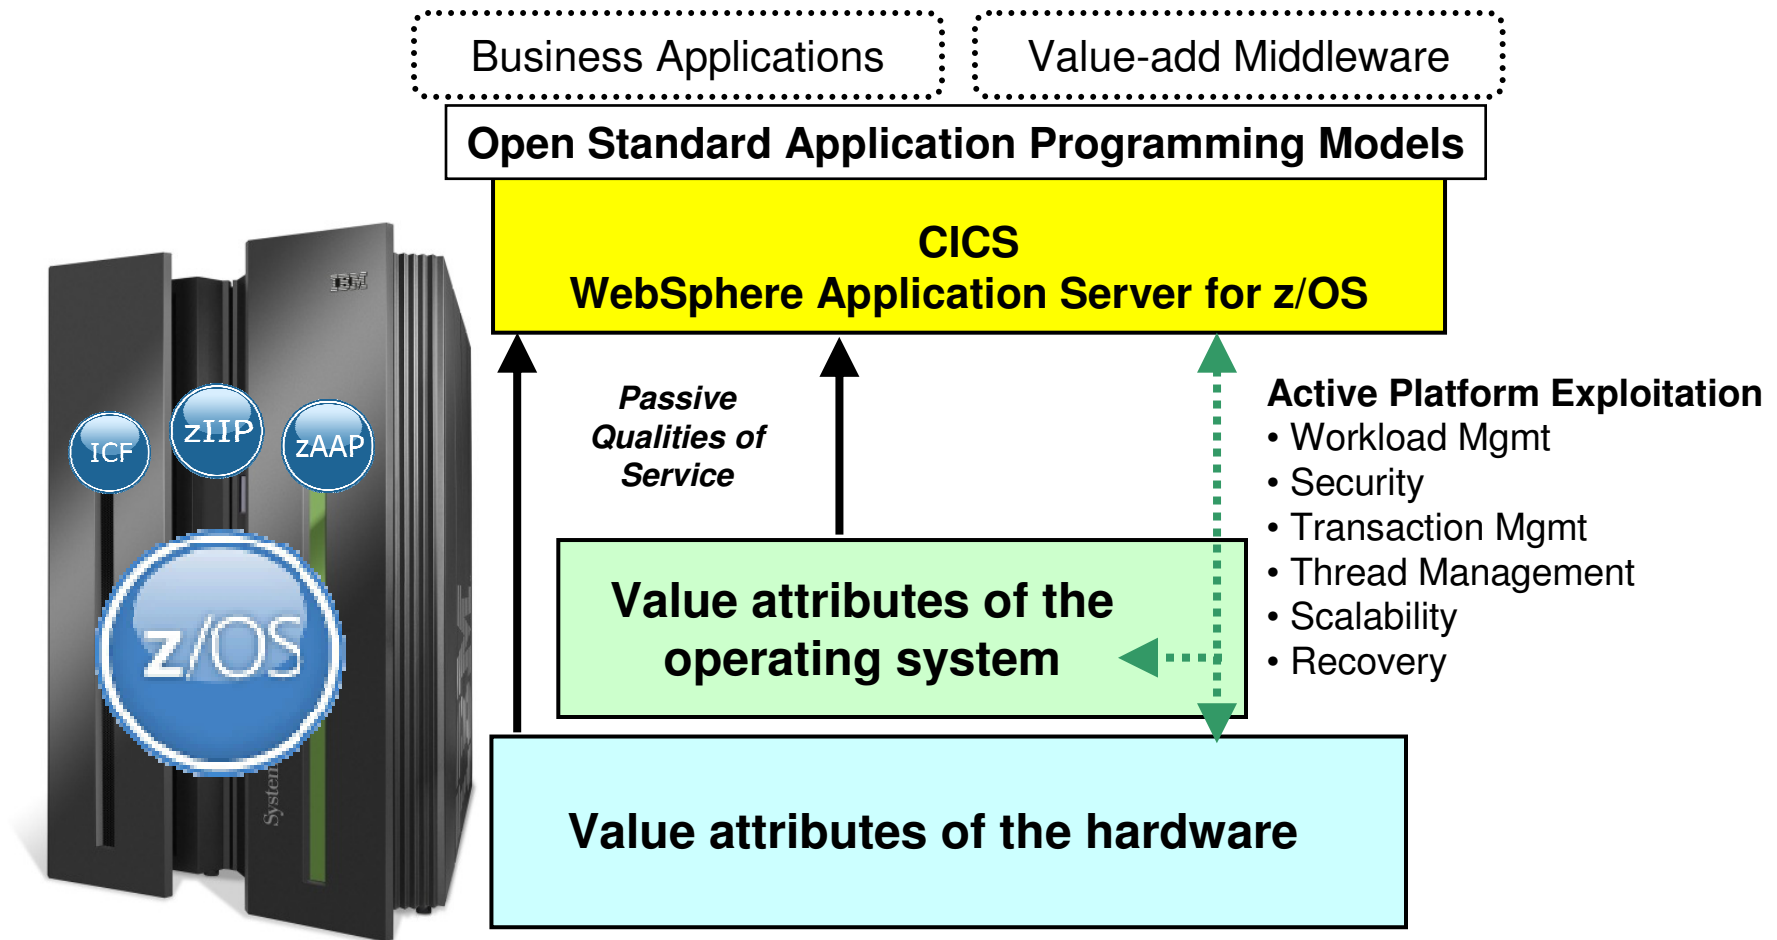 Business Applications
Value-add Middleware
Open Standard Application Programming Models
CICS
WebSphere Application Server for z/OS
IBM
Passive
Qualities of
Service
Active Platform Exploitation
• Workload Mgmt
• Security
• Transaction Mgmt
• Thread Management
• Scalability
• Recovery
ICF
zIIP
zAAP
z/OS
System
Value attributes of the
operating system
Value attributes of the hardware